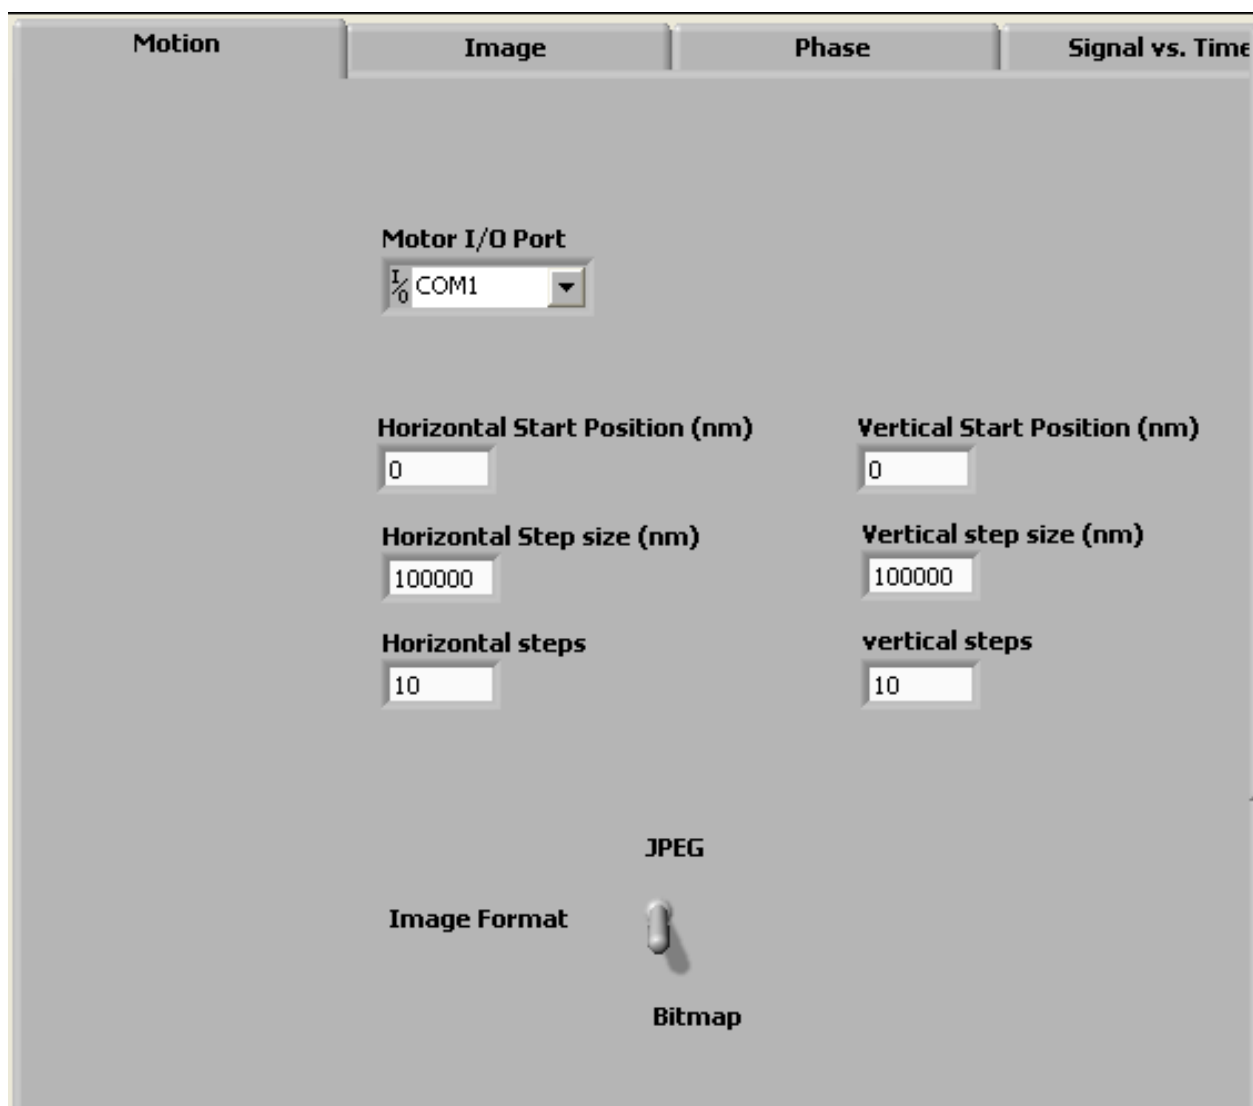 Motion Image Phase Signal vs. Time
Motor I/O Port
I/O COM1
Horizontal Start Position (nm) Vertical Start Position (nm)
0 0
Horizontal Step size (nm) Vertical step size (nm)
100000 100000
Horizontal steps vertical steps
10 10
JPEG
Image Format
Bitmap